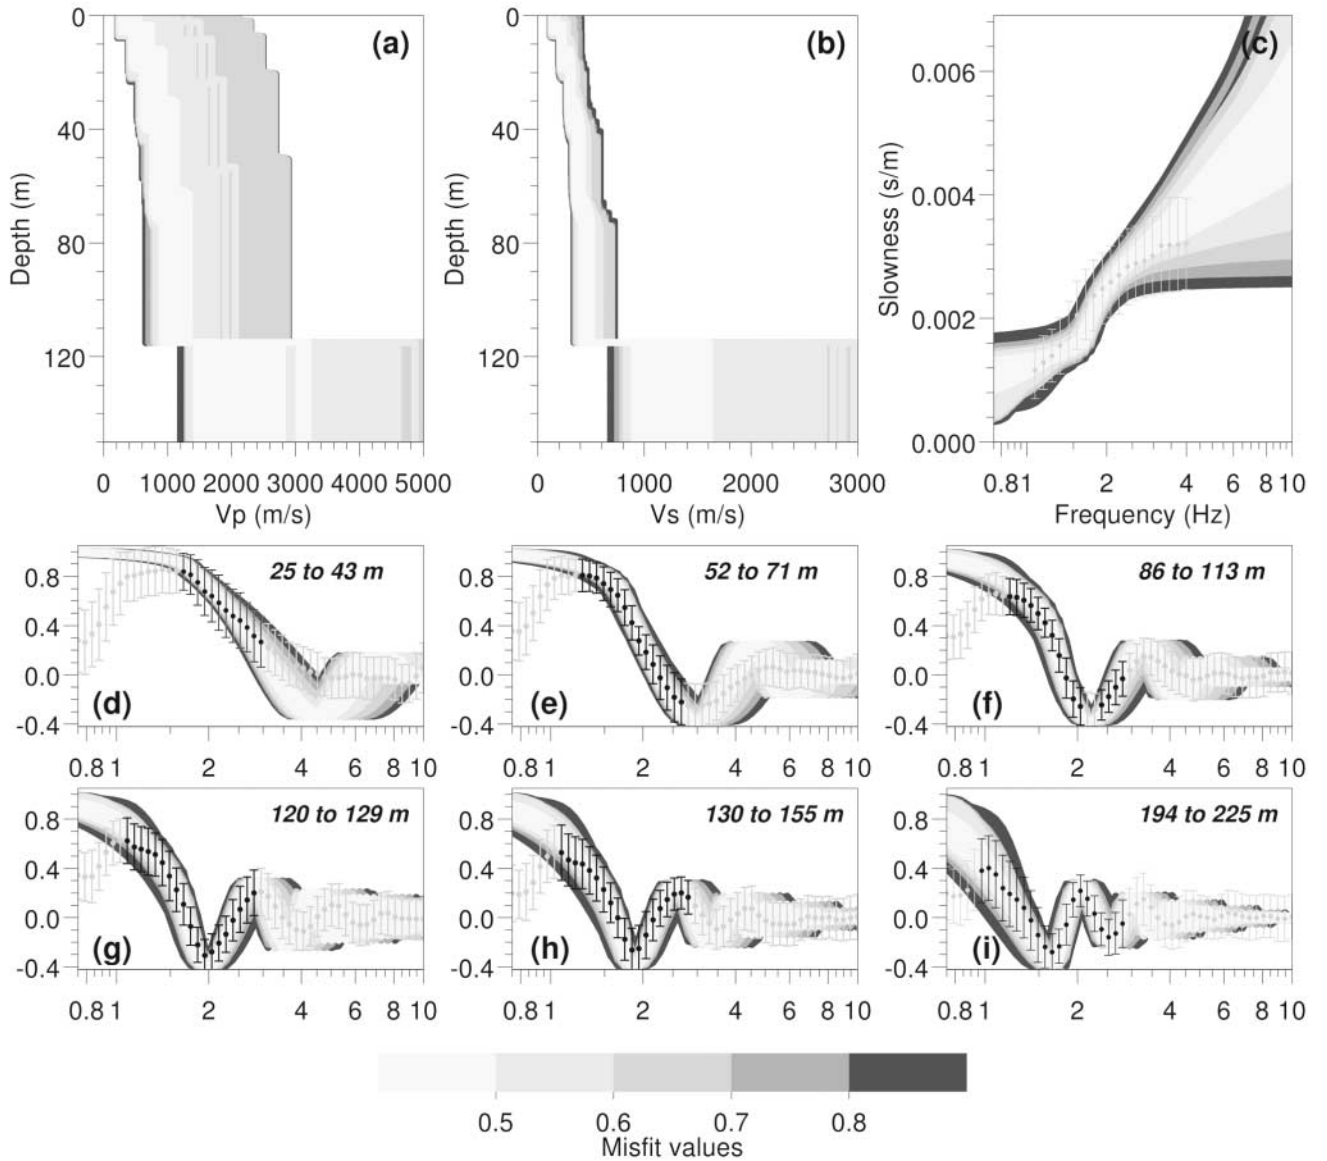 (a)
(b)
(c)
0
40
80
120
Depth (m)
0 1000 2000 3000 4000 5000
Vp (m/s)
0
40
80
120
Depth (m)
0 1000 2000 3000
Vs (m/s)
0.006
0.004
0.002
0.000
Slowness (s/m)
0.8 1 2 4 6 8 10
Frequency (Hz)
25 to 43 m
0.8
0.4
0.0
-0.4
(d)
0.8 1 2 4 6 8 10
52 to 71 m
0.8
0.4
0.0
-0.4
(e)
0.8 1 2 4 6 8 10
86 to 113 m
0.8
0.4
0.0
-0.4
(f)
0.8 1 2 4 6 8 10
120 to 129 m
0.8
0.4
0.0
-0.4
(g)
0.8 1 2 4 6 8 10
130 to 155 m
0.8
0.4
0.0
-0.4
(h)
0.8 1 2 4 6 8 10
194 to 225 m
0.8
0.4
0.0
-0.4
(i)
0.8 1 2 4 6 8 10
0.5 0.6 0.7 0.8
Misfit values